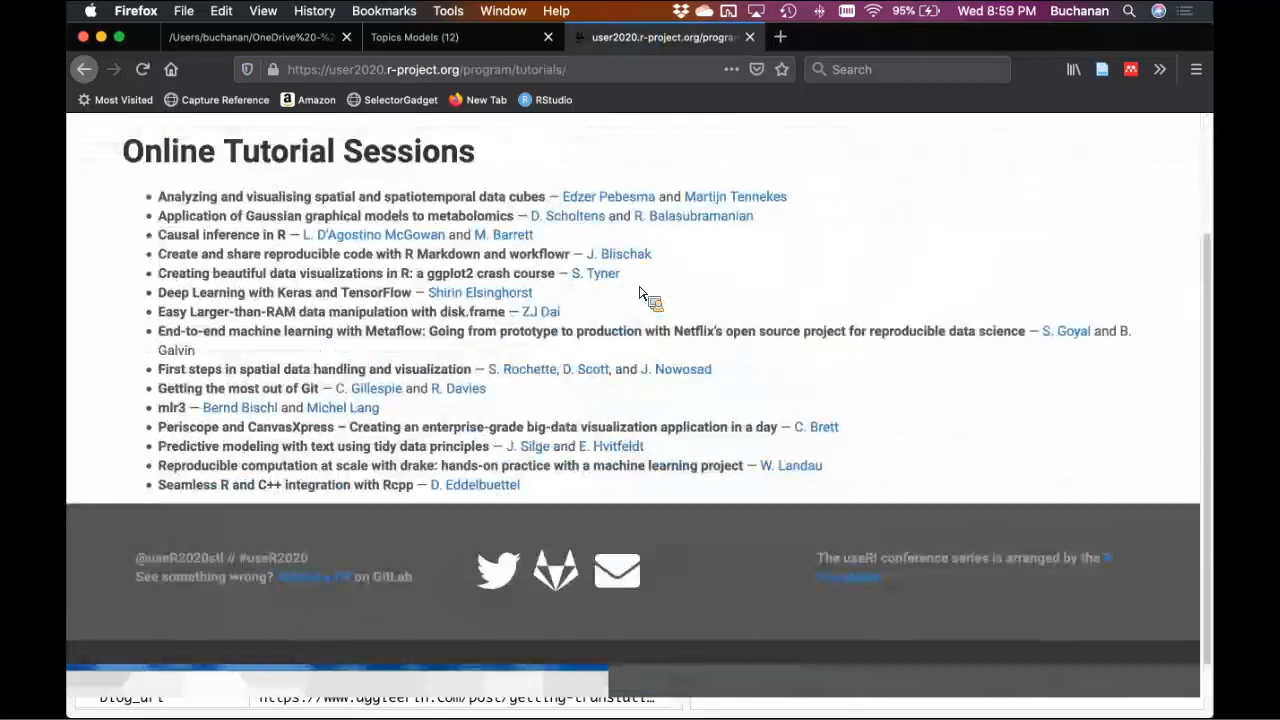 Firefox File Edit View History Bookmarks Tools Window Help 95% Wed 8:59 PM Buchanan
/Users/buchanan/OneDrive%20-% Topics Models (12) user2020.r-project.org/progran
https://user2020.r-project.org/program/tutorials/ Search
Most Visited Capture Reference Amazon SelectorGadget New Tab RStudio
Online Tutorial Sessions
Analyzing and visualising spatial and spatiotemporal data cubes – Edzer Pebesma and Martijn Tennekes
Application of Gaussian graphical models to metabolomics – D. Scholtens and R. Balasubramanian
Causal inference in R – L. D'Agostino McGowan and M. Barrett
Create and share reproducible code with R Markdown and workflowr – J. Blischak
Creating beautiful data visualizations in R: a ggplot2 crash course – S. Tyner
Deep Learning with Keras and TensorFlow – Shirin Elsinghorst
Easy Larger-than-RAM data manipulation with disk.frame – ZJ Dai
End-to-end machine learning with Metaflow: Going from prototype to production with Netflix's open source project for reproducible data science – S. Goyal and B.
Galvin
First steps in spatial data handling and visualization – S. Rochette, D. Scott, and J. Nowosad
Getting the most out of Git – C. Gillespie and R. Davies
mlr3 – Bernd Bischl and Michel Lang
Periscope and CanvasXpress – Creating an enterprise-grade big-data visualization application in a day – C. Brett
Predictive modeling with text using tidy data principles – J. Silge and E. Hvitfeldt
Reproducible computation at scale with drake: hands-on practice with a machine learning project – W. Landau
Seamless R and C++ integration with Rcpp – D. Eddelbuettel
@useR2020stl // #useR2020
See something wrong? on GitLab
The useR! conference series is arranged by the R